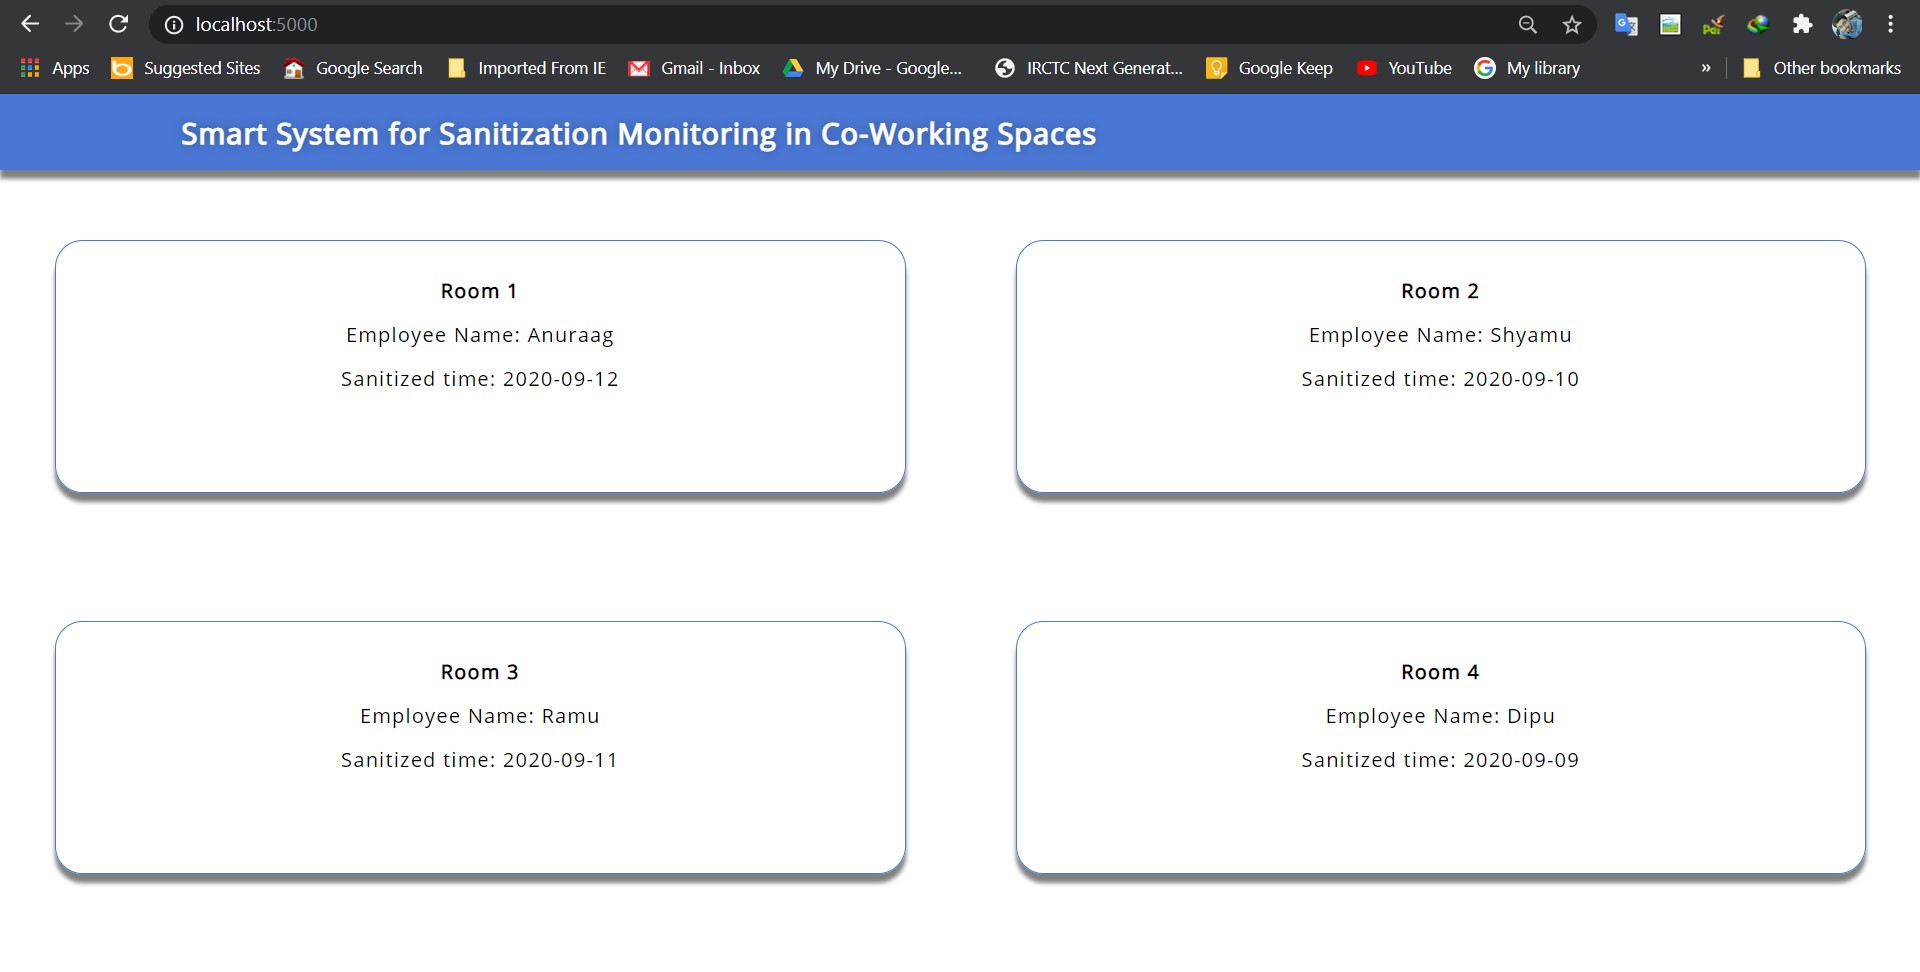 localhost:5000
Apps Suggested Sites Google Search Imported From IE Gmail - Inbox My Drive - Google... IRCTC Next Generat... Google Keep YouTube My library » Other bookmarks
Smart System for Sanitization Monitoring in Co-Working Spaces
Room 1
Employee Name: Anuraag
Sanitized time: 2020-09-12
Room 2
Employee Name: Shyamu
Sanitized time: 2020-09-10
Room 3
Employee Name: Ramu
Sanitized time: 2020-09-11
Room 4
Employee Name: Dipu
Sanitized time: 2020-09-09